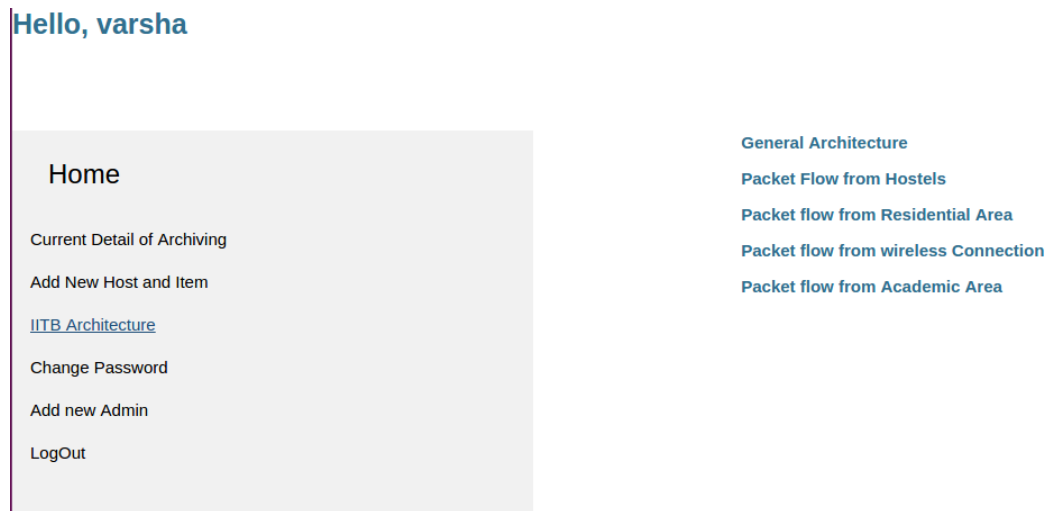 Hello, varsha
Home
Current Detail of Archiving
Add New Host and Item
IITB Architecture
Change Password
Add new Admin
LogOut
General Architecture
Packet Flow from Hostels
Packet flow from Residential Area
Packet flow from wireless Connection
Packet flow from Academic Area